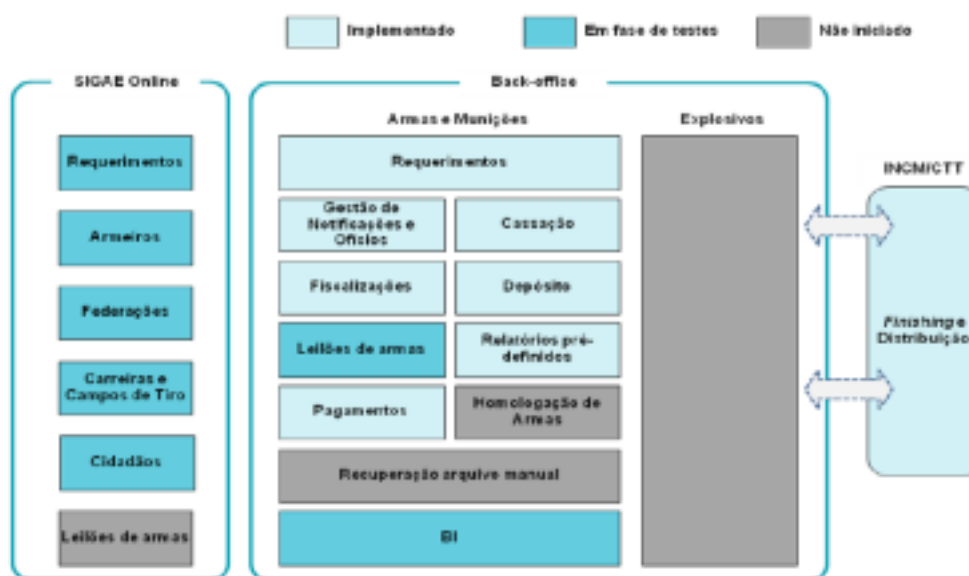 Implementado
Em fase de testes
Não iniciado
SIGAE Online
Back-office
Armas e Munições
Explosivos
INCM/CTT
Requerimentos
Armeiros
Federações
Carreiras e
Campos de Tiro
Cidadãos
Leilões de armas
Requerimentos
Gestão de
Notificações e
Ofícios
Cassação
Fiscalizações
Depósito
Leilões de armas
Relatórios pré-
definidos
Pagamentos
Homologação de
Armas
Recuperação arquivo manual
BI
Finishing e
Distribuição